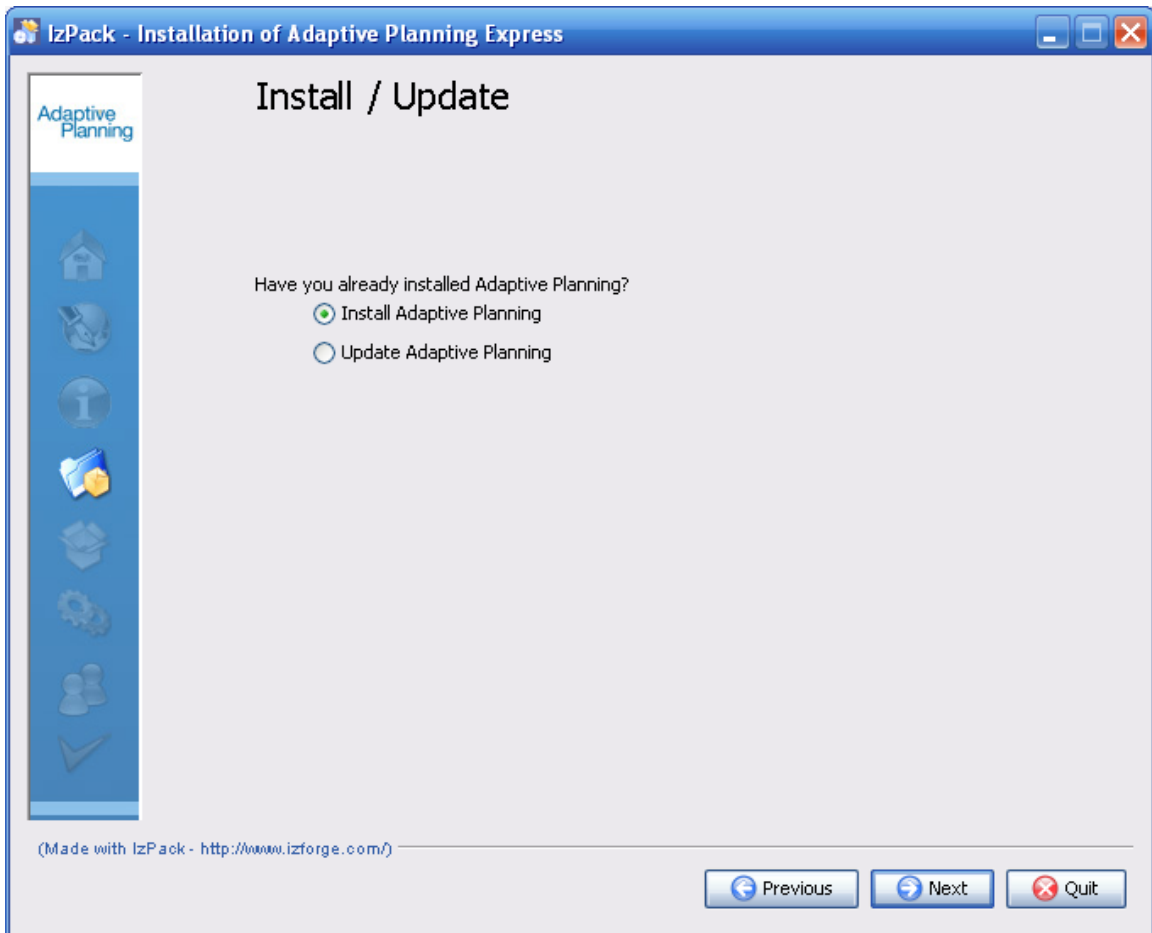 IzPack - Installation of Adaptive Planning Express
Adaptive
Planning
Install / Update
Have you already installed Adaptive Planning?
Install Adaptive Planning
Update Adaptive Planning
(Made with IzPack - http://www.izforge.com/)
Previous
Next
Quit